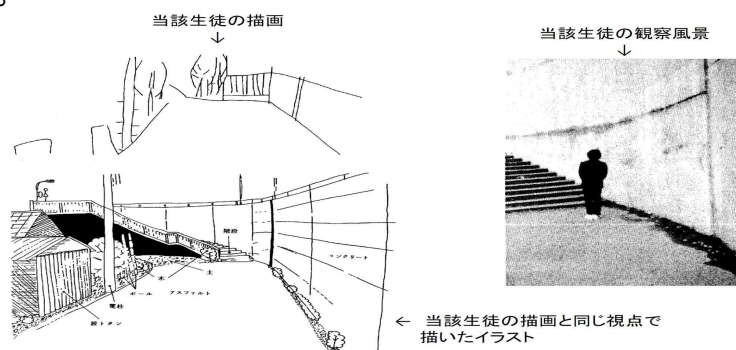 当該生徒の描画
↓
当該生徒の観察風景
↓
階段
コンクリート
木
土
ポール
アスファルト
電柱
波トタン
← 当該生徒の描画と同じ視点で
描いたイラスト